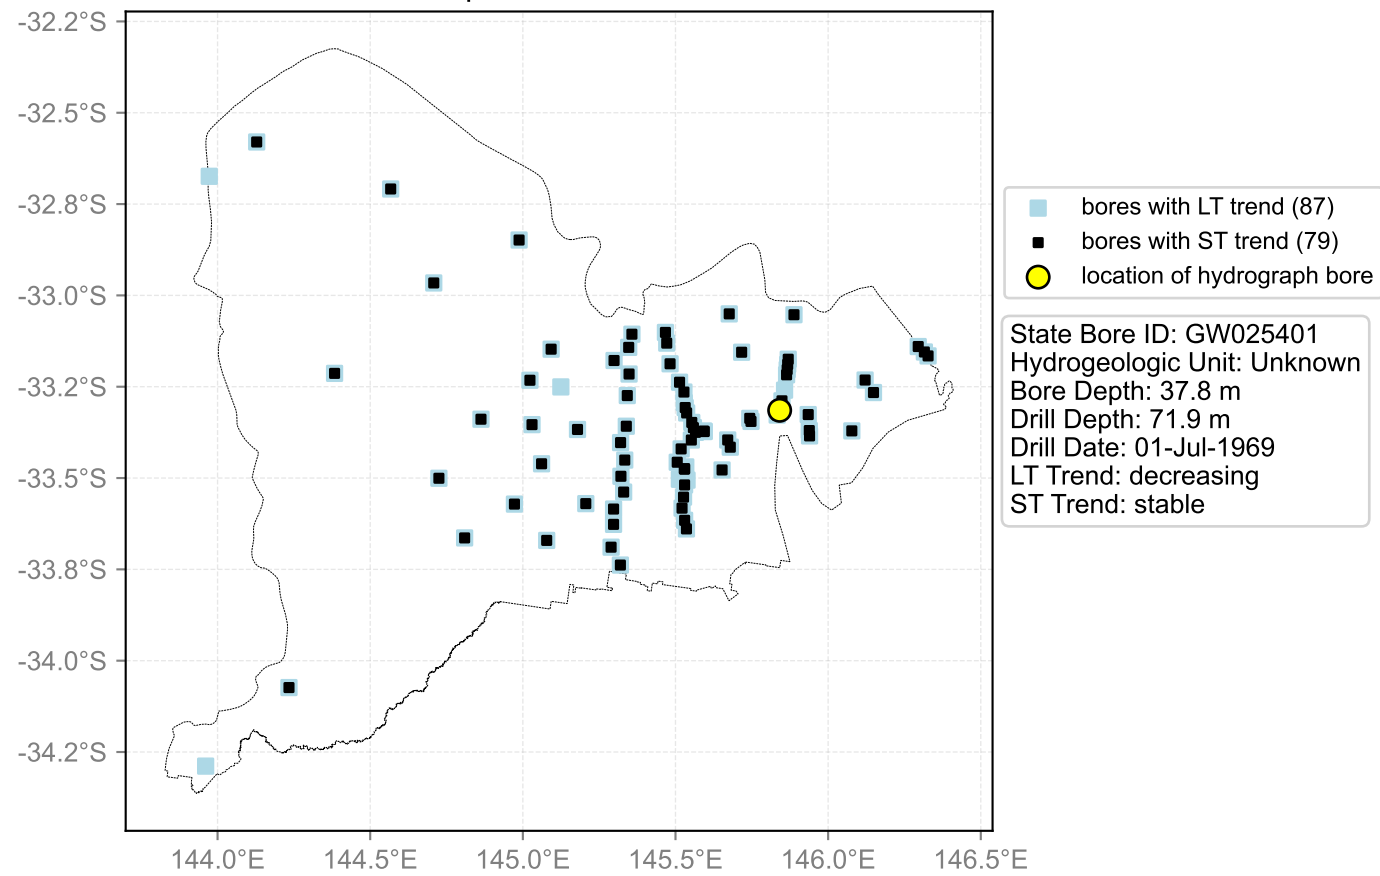 -32.2°S
-32.5°S
-32.8°S
-33.0°S
-33.2°S
-33.5°S
-33.8°S
-34.0°S
-34.2°S
144.0°E
144.5°E
145.0°E
145.5°E
146.0°E
146.5°E
bores with LT trend (87)
bores with ST trend (79)
location of hydrograph bore
State Bore ID: GW025401
Hydrogeologic Unit: Unknown
Bore Depth: 37.8 m
Drill Depth: 71.9 m
Drill Date: 01-Jul-1969
LT Trend: decreasing
ST Trend: stable